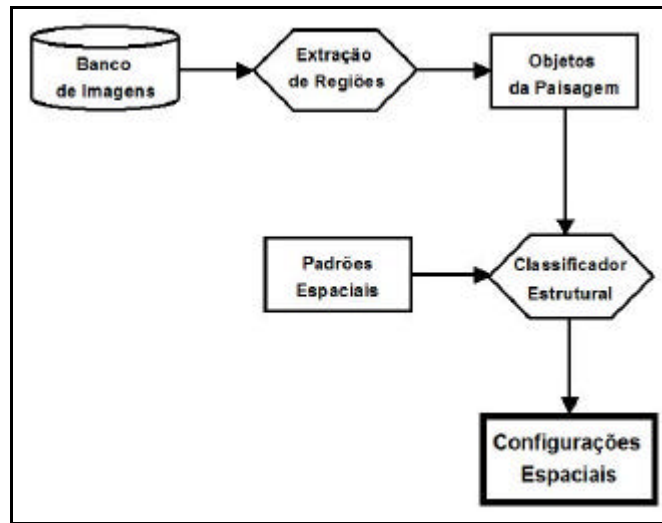 Banco
de Imagens
Extração
de Regiões
Objetos
da Paisagem
Padrões
Espaciais
Classificador
Estrutural
Configurações
Espaciais